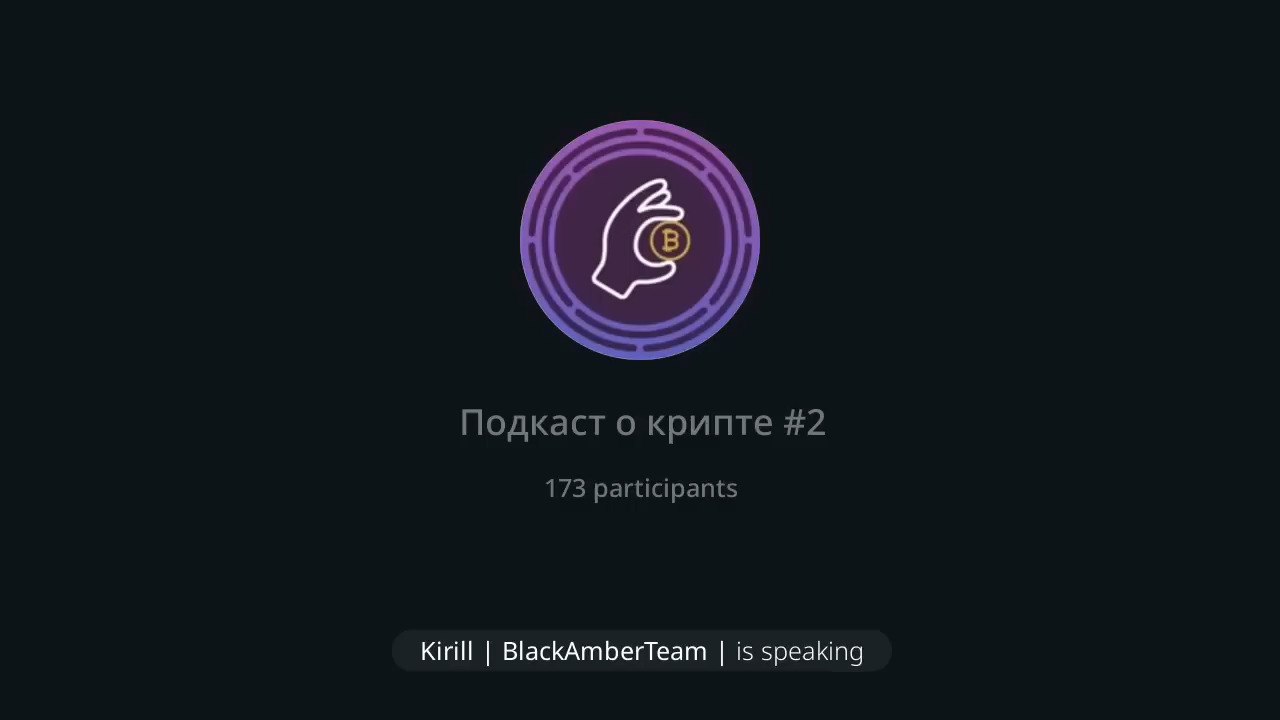 Подкаст о крипте #2
173 participants
Kirill | BlackAmberTeam | is speaking